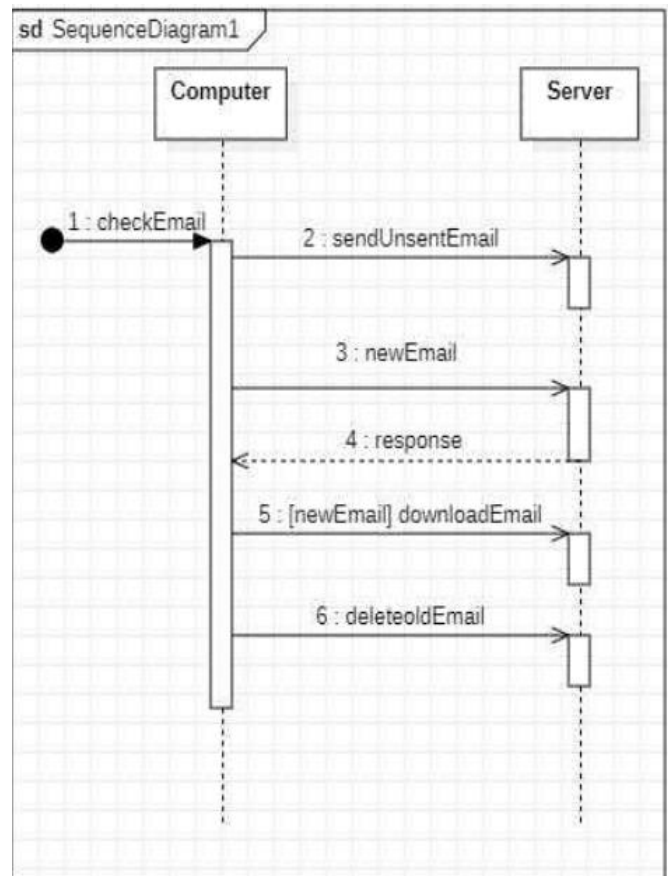 sd SequenceDiagram1
Computer
Server
1 : checkEmail
2 : sendUnsentEmail
3 : newEmail
4 : response
5 : [newEmail] downloadEmail
6 : deleteoldEmail